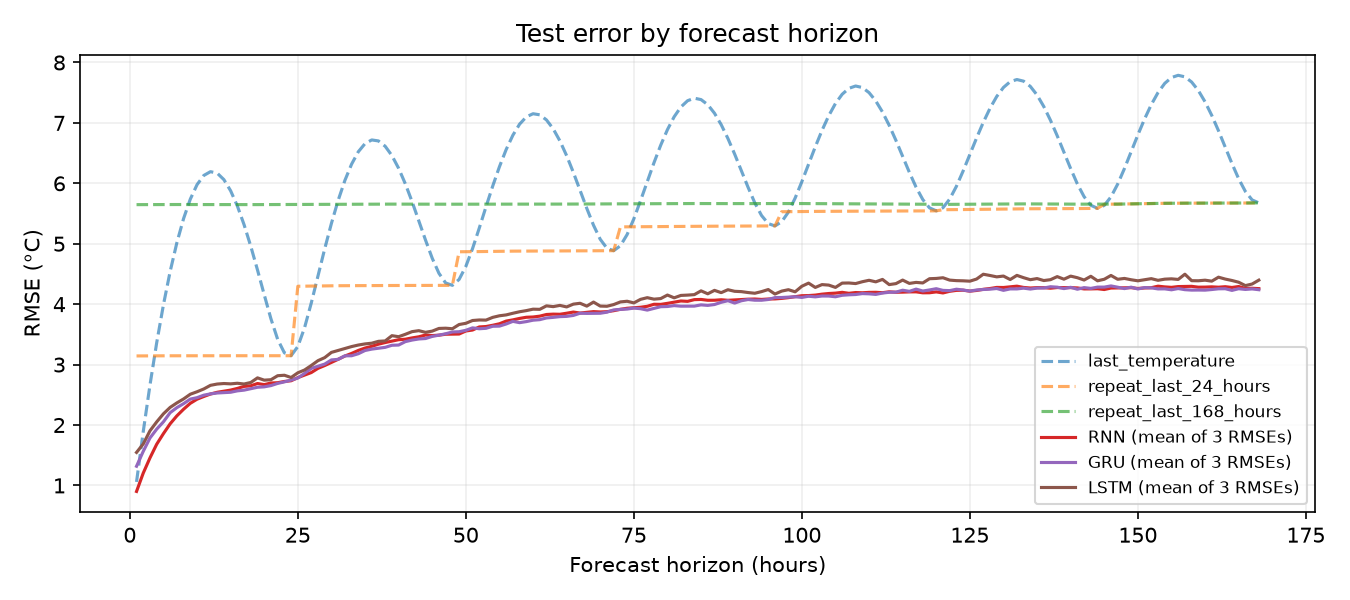 Test error by forecast horizon
8
7
6
5
4
3
2
1
RMSE (°C)
0
25
50
75
100
125
150
175
Forecast horizon (hours)
last_temperature
repeat_last_24_hours
repeat_last_168_hours
RNN (mean of 3 RMSEs)
GRU (mean of 3 RMSEs)
LSTM (mean of 3 RMSEs)